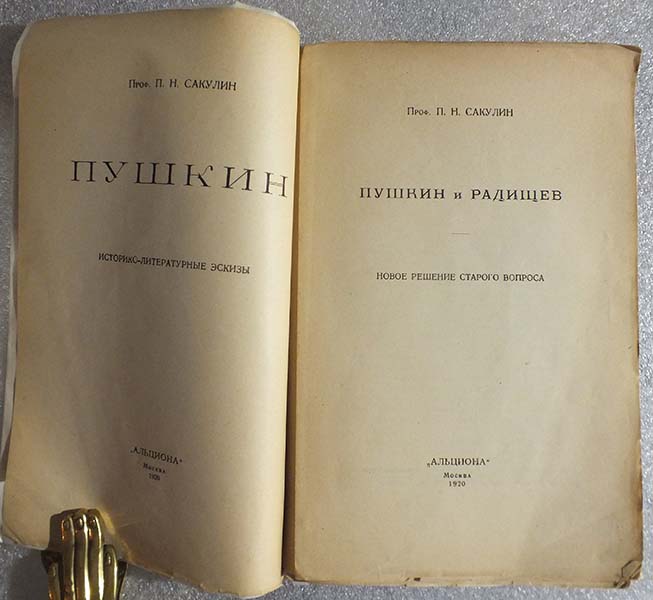 Проф. П. Н. САКУЛИН
ПУШКИН
ИСТОРИКО-ЛИТЕРАТУРНЫЕ ЭСКИЗЫ
„АЛЬЦИОНА“
Москва
1920
Проф. П. Н. САКУЛИН
ПУШКИН и РАДИЩЕВ
НОВОЕ РЕШЕНИЕ СТАРОГО ВОПРОСА
„АЛЬЦИОНА“
Москва
1920